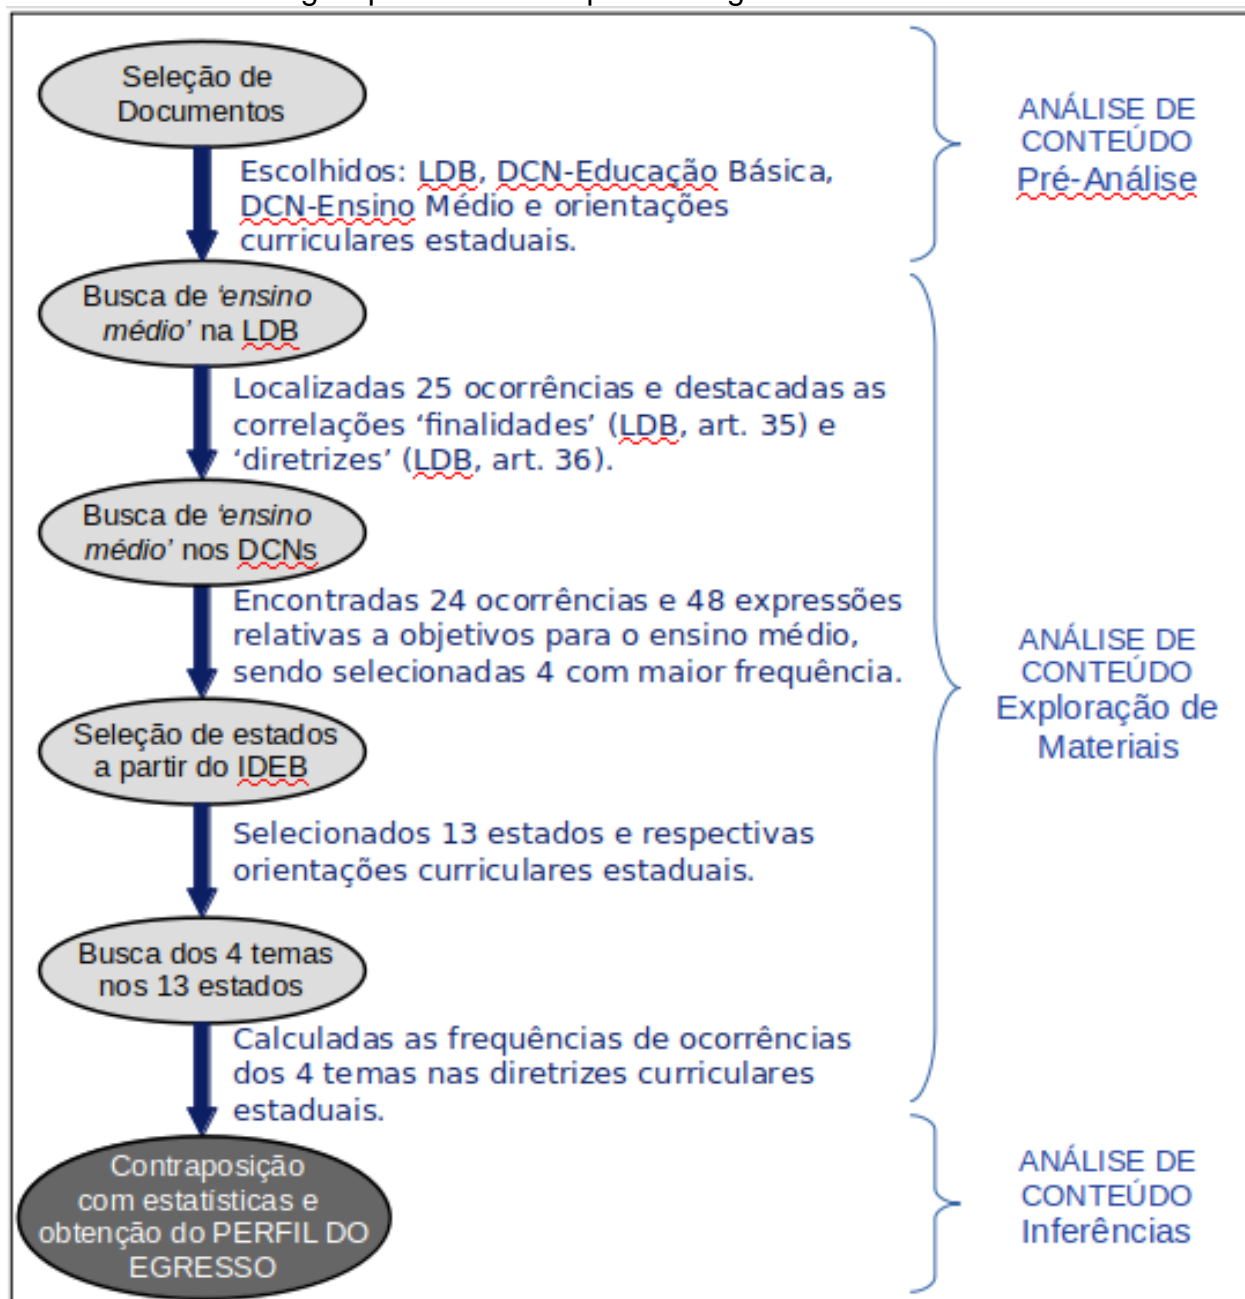 Seleção de
Documentos
Escolhidos: LDB, DCN-Educação Básica,
DCN-Ensino Médio e orientações
curriculares estaduais.
ANÁLISE DE
CONTEÚDO
Pré-Análise
Busca de ‘ensino
médio’ na LDB
Localizadas 25 ocorrências e destacadas as
correlações ‘finalidades’ (LDB, art. 35) e
‘diretrizes’ (LDB, art. 36).
Busca de ‘ensino
médio’ nos DCNs
Encontradas 24 ocorrências e 48 expressões
relativas a objetivos para o ensino médio,
sendo selecionadas 4 com maior frequência.
Seleção de estados
a partir do IDEB
Selecionados 13 estados e respectivas
orientações curriculares estaduais.
Busca dos 4 temas
nos 13 estados
Calculadas as frequências de ocorrências
dos 4 temas nas diretrizes curriculares
estaduais.
ANÁLISE DE
CONTEÚDO
Exploração de
Materiais
Contraposição
com estatísticas e
obtenção do PERFIL DO
EGRESSO
ANÁLISE DE
CONTEÚDO
Inferências